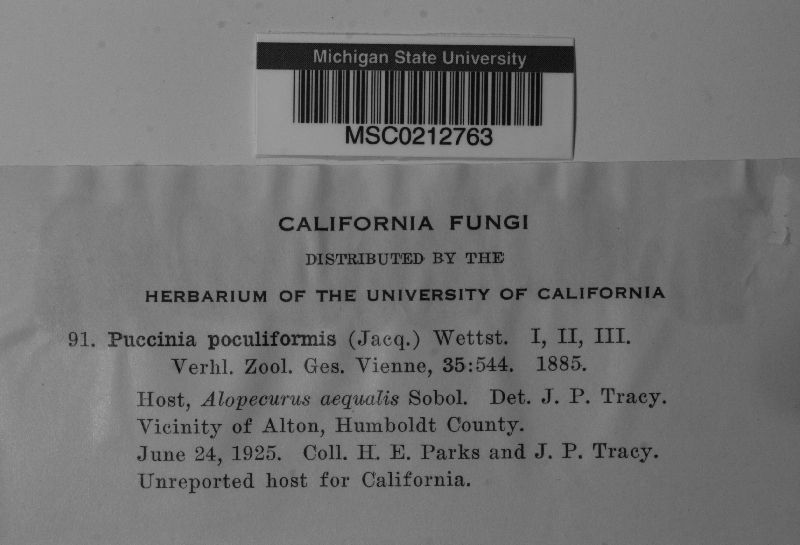 Michigan State University
MSC0212763
CALIFORNIA FUNGI
DISTRIBUTED BY THE
HERBARIUM OF THE UNIVERSITY OF CALIFORNIA
91. Puccinia poculiformis (Jacq.) Wettst. I, II, III.
Verhl. Zool. Ges. Vienne, 35:544. 1885.
Host, Alopecurus aequalis Sobol. Det. J. P. Tracy.
Vicinity of Alton, Humboldt County.
June 24, 1925. Coll. H. E. Parks and J. P. Tracy.
Unreported host for California.